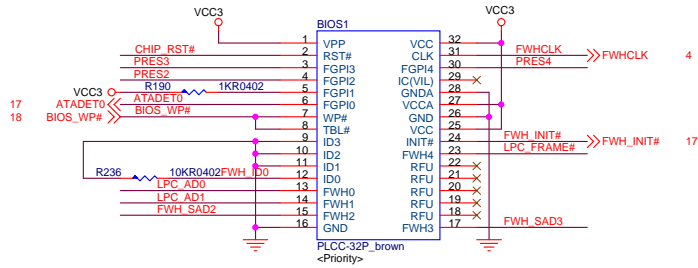 VCC3 VCC3
BIOS1
1 VPP VCC 32
CHIP_RST# 2 RST# CLK 31 FWHCLK FWHCLK 4
PRES3 3 FGPI3 FGPI4 30 PRES4
PRES2 4 FGPI2 IC(VIL) 29
VCC3 R190 1KR0402 5 FGPI1 GNDA 28
17 ATADET0 ATADET0 6 FGPI0 VCCA 27
18 BIOS_WP# BIOS_WP# 7 WP# GND 26
8 TBL# VCC 25
9 ID3 INIT# 24 FWH_INIT# FWH_INIT# 17
10 ID2 FWH4 23 LPC_FRAME#
11 ID1 RFU 22
R236 10KR0402 FWH_ID0 12 ID0 RFU 21
LPC_AD0 13 FWH0 RFU 20
LPC_AD1 14 FWH1 RFU 19
FWH_SAD2 15 FWH2 RFU 18
16 GND FWH3 17 FWH_SAD3
PLCC-32P_brown
<Priority>